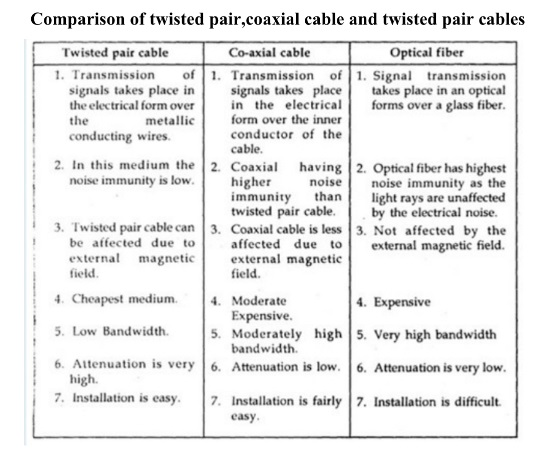 Comparison of twisted pair,coaxial cable and twisted pair cables
Twisted pair cable
1. Transmission of
signals takes place in
the electrical form over
the metallic
conducting wires.
2. In this medium the
noise immunity is low.
3. Twisted pair cable can
be affected due to
external magnetic
field.
4. Cheapest medium.
5. Low Bandwidth.
6. Attenuation is very
high.
7. Installation is easy.
Co-axial cable
1. Transmission of
signals takes place
in the electrical
form over the inner
conductor of the
cable.
2. Coaxial having
higher noise
immunity than
twisted pair cable.
3. Coaxial cable is less
affected due to
external magnetic
field.
4. Moderate
Expensive.
5. Moderately high
bandwidth.
6. Attenuation is low.
7. Installation is fairly
easy.
Optical fiber
1. Signal transmission
takes place in an optical
forms over a glass fiber.
2. Optical fiber has highest
noise immunity as the
light rays are unaffected
by the electrical noise.
3. Not affected by the
external magnetic field.
4. Expensive
5. Very high bandwidth
6. Attenuation is very low.
7. Installation is difficult.